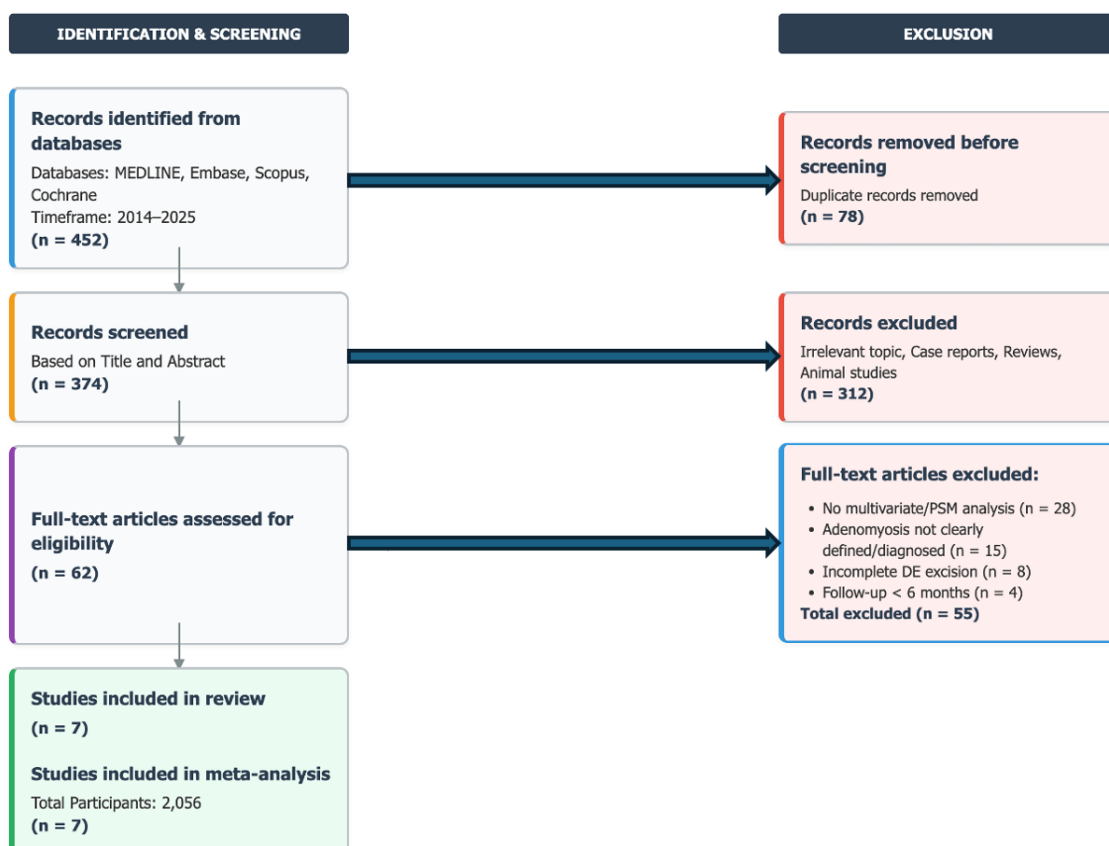 IDENTIFICATION & SCREENING
EXCLUSION
Records identified from
databases
Databases: MEDLINE, Embase, Scopus,
Cochrane
Timeframe: 2014–2025
(n = 452)
Records removed before
screening
Duplicate records removed
(n = 78)
Records screened
Based on Title and Abstract
(n = 374)
Records excluded
Irrelevant topic, Case reports, Reviews,
Animal studies
(n = 312)
Full-text articles assessed for
eligibility
(n = 62)
Full-text articles excluded:
• No multivariate/PSM analysis (n = 28)
• Adenomyosis not clearly
defined/diagnosed (n = 15)
• Incomplete DE excision (n = 8)
• Follow-up < 6 months (n = 4)
Total excluded (n = 55)
Studies included in review
(n = 7)
Studies included in meta-analysis
Total Participants: 2,056
(n = 7)